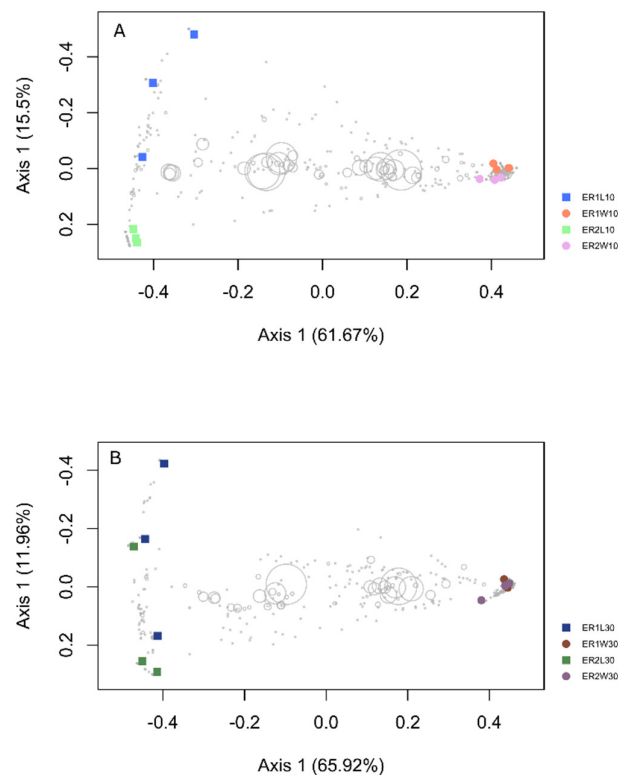 A
-0.4
-0.2
0.0
0.2
Axis 1 (15.5%)
-0.4 -0.2 0.0 0.2 0.4
Axis 1 (61.67%)
ER1L10
ER1W10
ER2L10
ER2W10
B
-0.4
-0.2
0.0
0.2
Axis 1 (11.96%)
-0.4 -0.2 0.0 0.2 0.4
Axis 1 (65.92%)
ER1L30
ER1W30
ER2L30
ER2W30